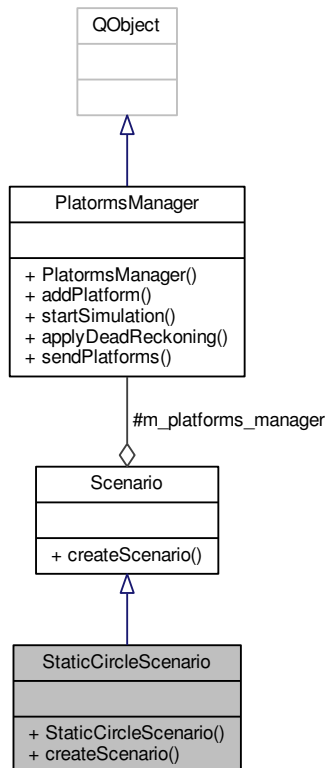 QObject
PlatormsManager
+ PlatormsManager()
+ addPlatform()
+ startSimulation()
+ applyDeadReckoning()
+ sendPlatforms()
#m_platforms_manager
Scenario
+ createScenario()
StaticCircleScenario
+ StaticCircleScenario()
+ createScenario()